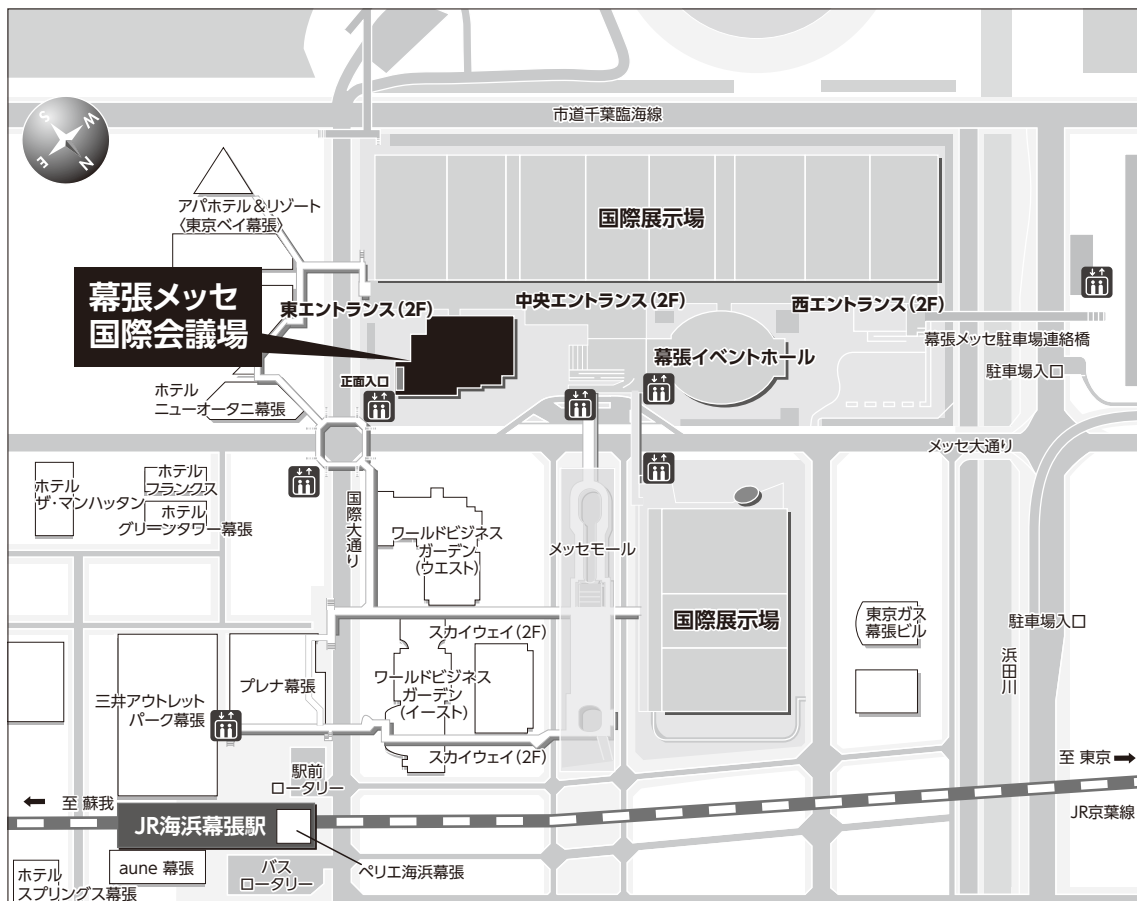 市道千葉臨海線
S
W
E
N
アパホテル&リゾート
〈東京ベイ幕張〉
国際展示場
幕張メッセ
国際会議場
東エントランス(2F)
中央エントランス(2F)
西エントランス(2F)
幕張メッセ駐車場連絡橋
幕張イベントホール
駐車場入口
正面入口
ホテル
ニューオータニ幕張
メッセ大通り
ホテル
ザ・マンハッタン
ホテル
フランクス
ホテル
グリーンタワー幕張
国際大通り
ワールドビジネス
ガーデン
(ウエスト)
メッセモール
国際展示場
東京ガス
幕張ビル
駐車場入口
浜田川
スカイウェイ(2F)
三井アウトレット
パーク幕張
プレナ幕張
ワールドビジネス
ガーデン
(イースト)
スカイウェイ(2F)
駅前
ロータリー
至 東京
至 蘇我
JR海浜幕張駅
JR京葉線
aune 幕張
バス
ロータリー
ペリエ海浜幕張
ホテル
スプリングス幕張